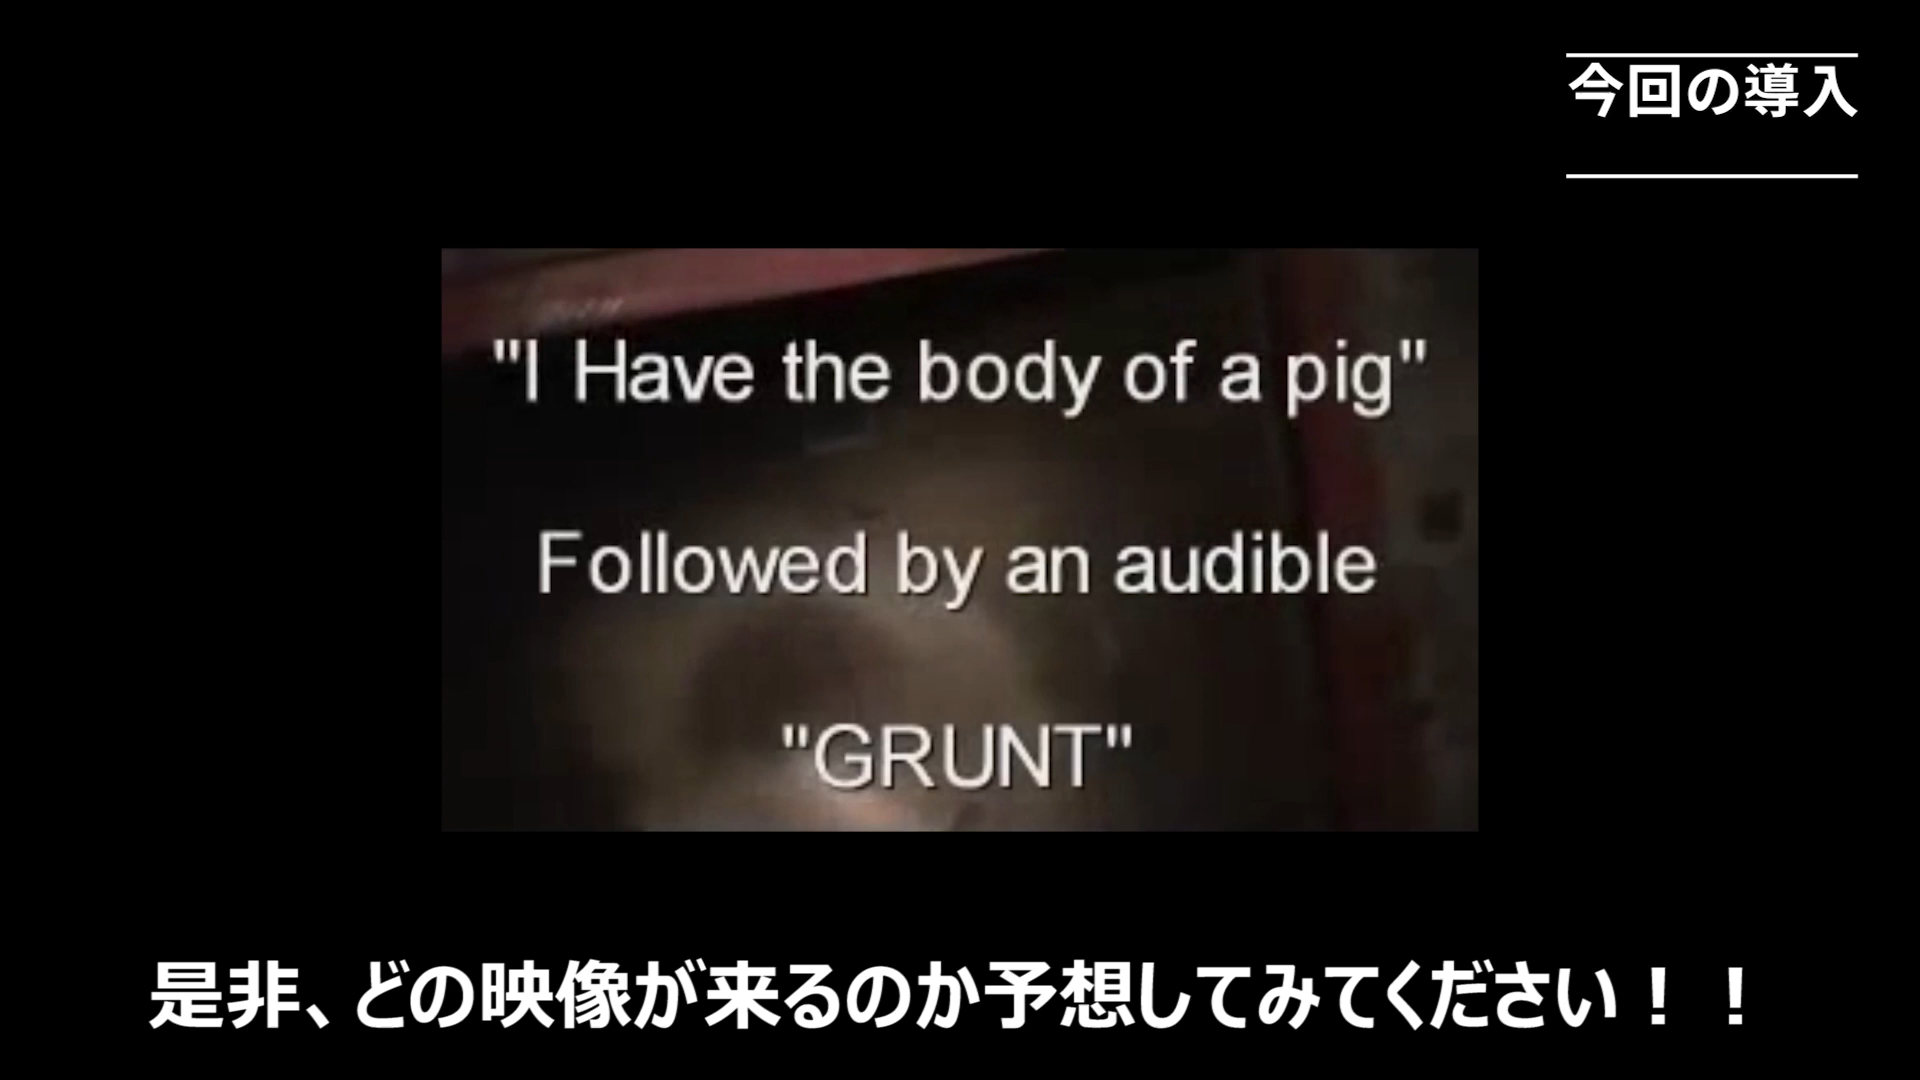 今回の導入
"I Have the body of a pig"
Followed by an audible
"GRUNT"
是非、どの映像が来るのか予想してみてください！！